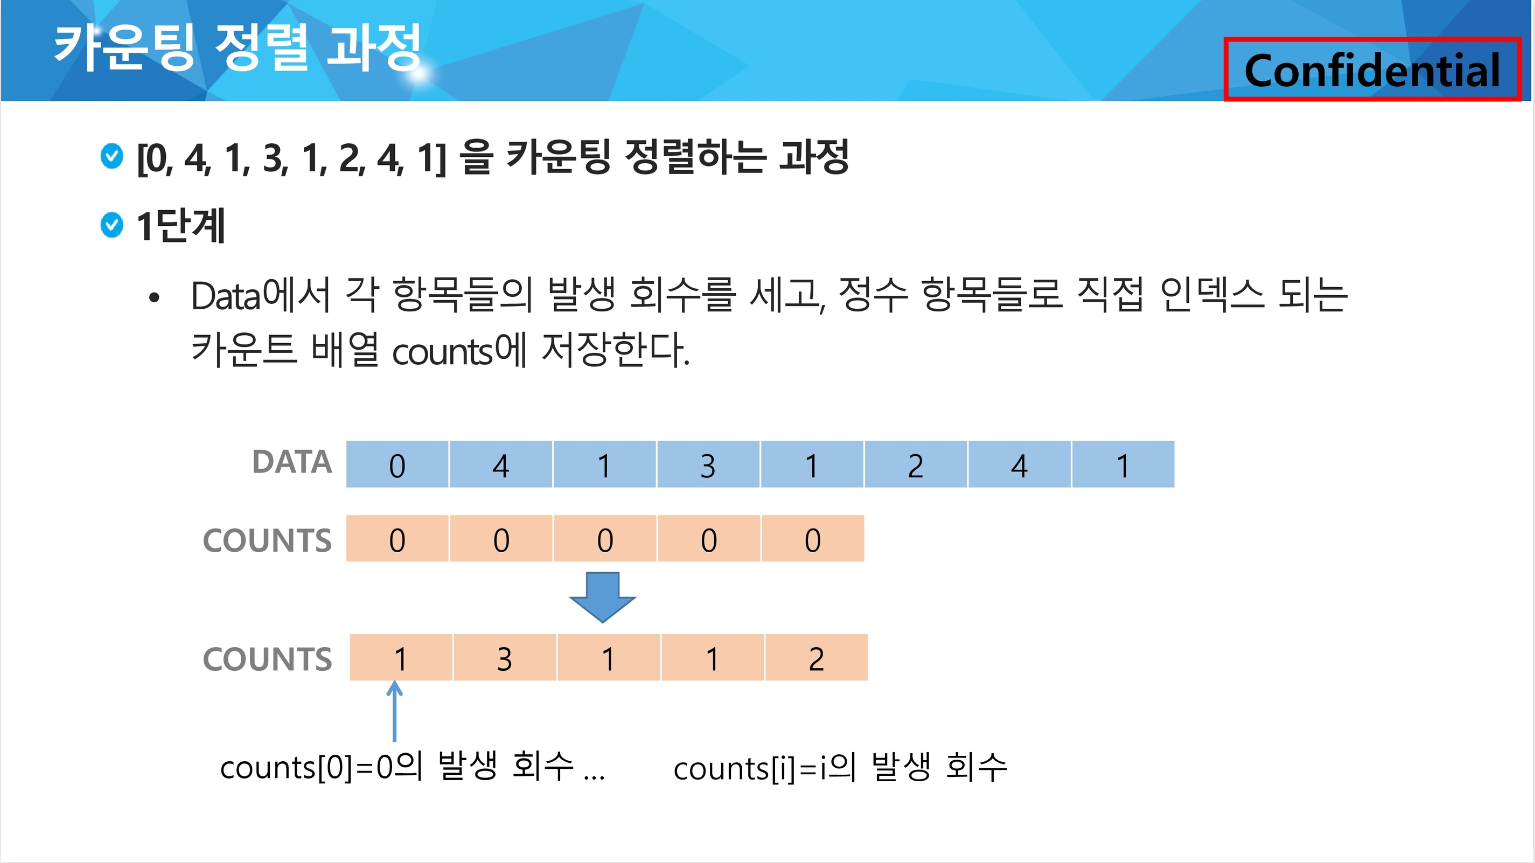 카운팅 정렬 과정
Confidential
[0, 4, 1, 3, 1, 2, 4, 1] 을 카운팅 정렬하는 과정
1단계
• Data에서 각 항목들의 발생 회수를 세고, 정수 항목들로 직접 인덱스 되는
카운트 배열 counts에 저장한다.
DATA 0 4 1 3 1 2 4 1
COUNTS 0 0 0 0 0
COUNTS 1 3 1 1 2
counts[0]=0의 발생 회수 ... counts[i]=i의 발생 회수